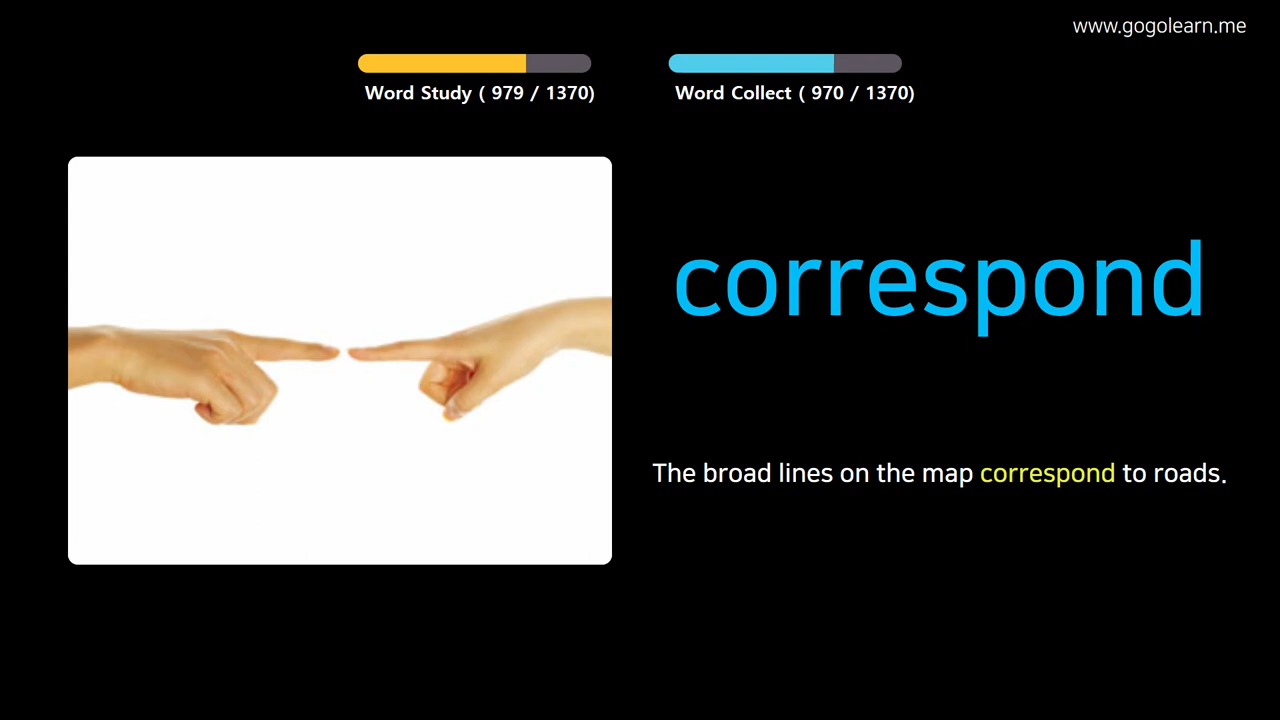 www.gogolearn.me
Word Study ( 979 / 1370)
Word Collect ( 970 / 1370)
correspond
The broad lines on the map correspond to roads.